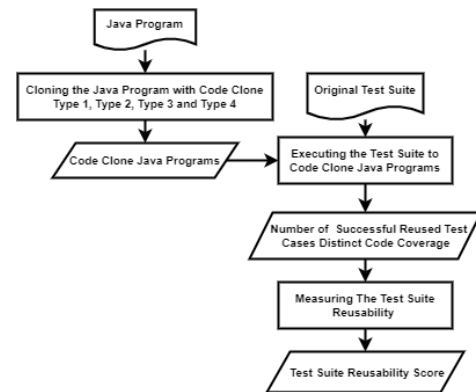 Java Program
Cloning the Java Program with Code Clone
Type 1, Type 2, Type 3 and Type 4
Original Test Suite
Code Clone Java Programs
Executing the Test Suite to
Code Clone Java Programs
Number of Successful Reused Test
Cases Distinct Code Coverage
Measuring The Test Suite
Reusability
Test Suite Reusability Score